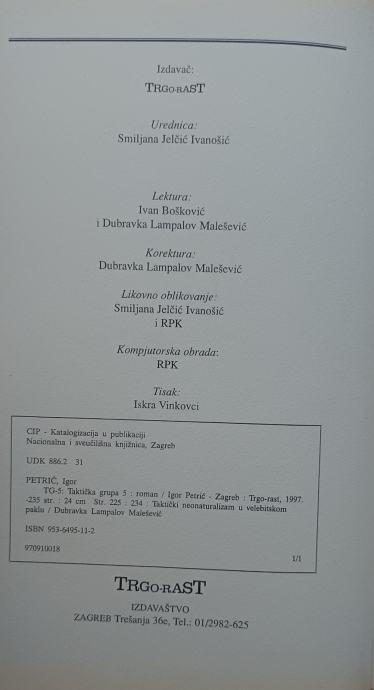 Izdavač:
TRGO-RAST
Urednica:
Smiljana Jelčić Ivanošić
Lektura:
Ivan Bošković
i Dubravka Lampalov Malešević
Korektura:
Dubravka Lampalov Malešević
Likovno oblikovanje:
Smiljana Jelčić Ivanošić
i RPK
Kompjutorska obrada:
RPK
Tisak:
Iskra Vinkovci
CIP - Katalogizacija u publikaciji
Nacionalna i sveučilišna knjižnica, Zagreb
UDK 886.2 31
PETRIĆ, Igor
TG-5: Taktička grupa 5 : roman / Igor Petrić - Zagreb : Trgo-rast, 1997.
-235 str. : 24 cm Str. 225 : 234 : Taktički neonaturalizam u velebitskom
paklu / Dubravka Lampalov Malešević
ISBN 953-6495-11-2
970910018
1/1
TRGO-RAST
IZDAVAŠTVO
ZAGREB Trešanja 36e, Tel.: 01/2982-625